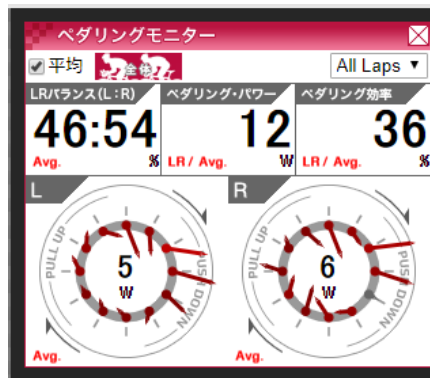 ペダリングモニター
平均 全体 All Laps ▼
LRバランス(L:R) ペダリング・パワー ペダリング効率
46:54 12 36
Avg. % LR / Avg. W LR / Avg. %
L R
PULL UP PUSH DOWN PULL UP PUSH DOWN
5 6
W W
Avg. Avg.